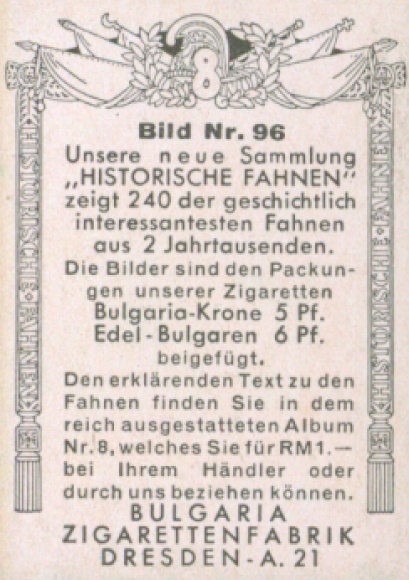 8
Bild Nr. 96
Unsere neue Sammlung
„HISTORISCHE FAHNEN"
zeigt 240 der geschichtlich
interessantesten Fahnen
aus 2 Jahrtausenden.
Die Bilder sind den Packun-
gen unserer Zigaretten
Bulgaria-Krone 5 Pf.
Edel-Bulgaren 6 Pf.
beigefügt.
Den erklärenden Text zu den
Fahnen finden Sie in dem
reich ausgestatteten Album
Nr. 8, welches Sie für RM 1.—
bei Ihrem Händler oder
durch uns beziehen können.
BULGARIA
ZIGARETTENFABRIK
DRESDEN-A. 21
HISTORISCHE·FAHNEN
HISTORISCHE·FAHNEN